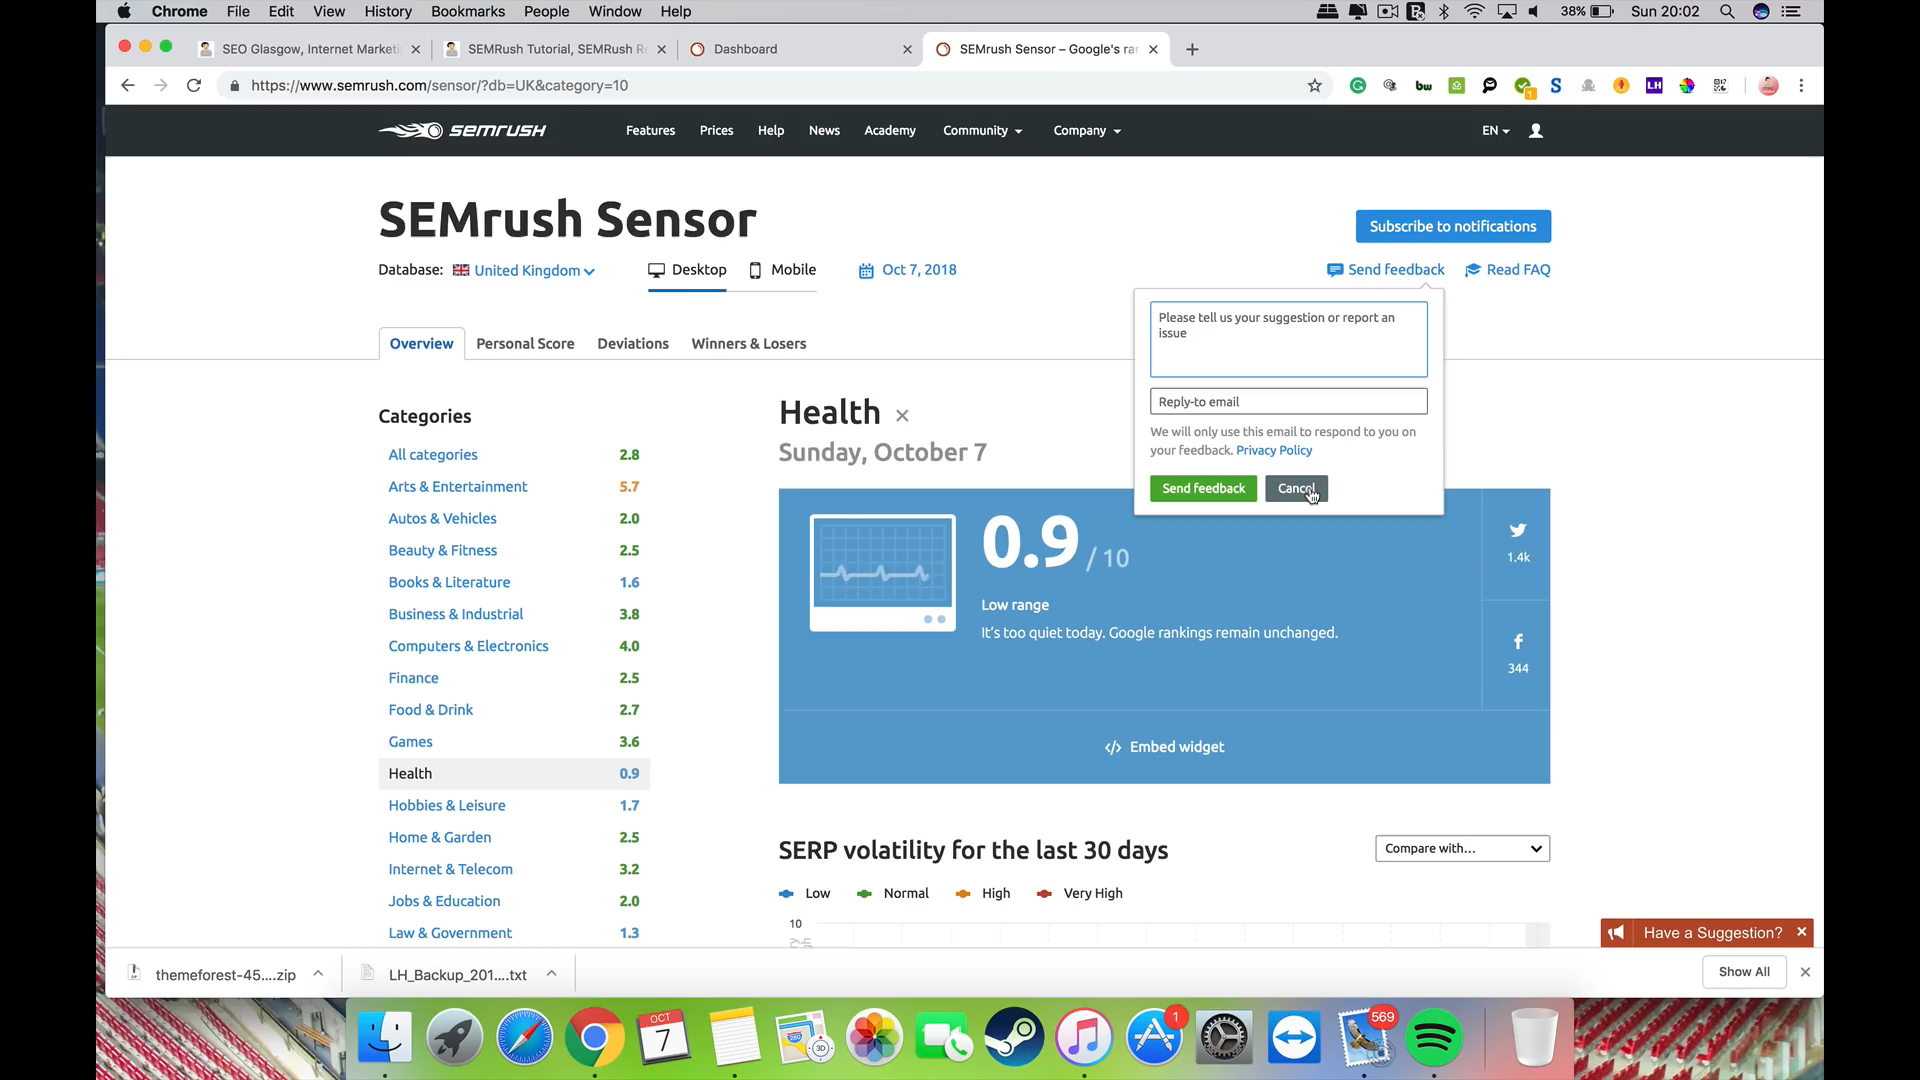 Chrome File Edit View History Bookmarks People Window Help 38% Sun 20:02
SEO Glasgow, Internet Marketi
SEMRush Tutorial, SEMRush R
Dashboard
SEMrush Sensor – Google's ra
https://www.semrush.com/sensor/?db=UK&category=10
bw
1
S
LH
SEMRUSH Features Prices Help News Academy Community Company EN
SEMrush Sensor
Subscribe to notifications
Database: United Kingdom Desktop Mobile Oct 7, 2018 Send feedback Read FAQ
Please tell us your suggestion or report an
issue
Reply-to email
We will only use this email to respond to you on
your feedback. Privacy Policy
Send feedback Cancel
Overview Personal Score Deviations Winners & Losers
Categories
All categories 2.8
Arts & Entertainment 5.7
Autos & Vehicles 2.0
Beauty & Fitness 2.5
Books & Literature 1.6
Business & Industrial 3.8
Computers & Electronics 4.0
Finance 2.5
Food & Drink 2.7
Games 3.6
Health 0.9
Hobbies & Leisure 1.7
Home & Garden 2.5
Internet & Telecom 3.2
Jobs & Education 2.0
Law & Government 1.3
Health
Sunday, October 7
0.9 / 10
Low range
It's too quiet today. Google rankings remain unchanged.
1.4k
344
Embed widget
SERP volatility for the last 30 days
Compare with...
Low Normal High Very High
10
Have a Suggestion?
themeforest-45....zip
LH_Backup_201....txt
Show All
OCT
7
3D
1
569